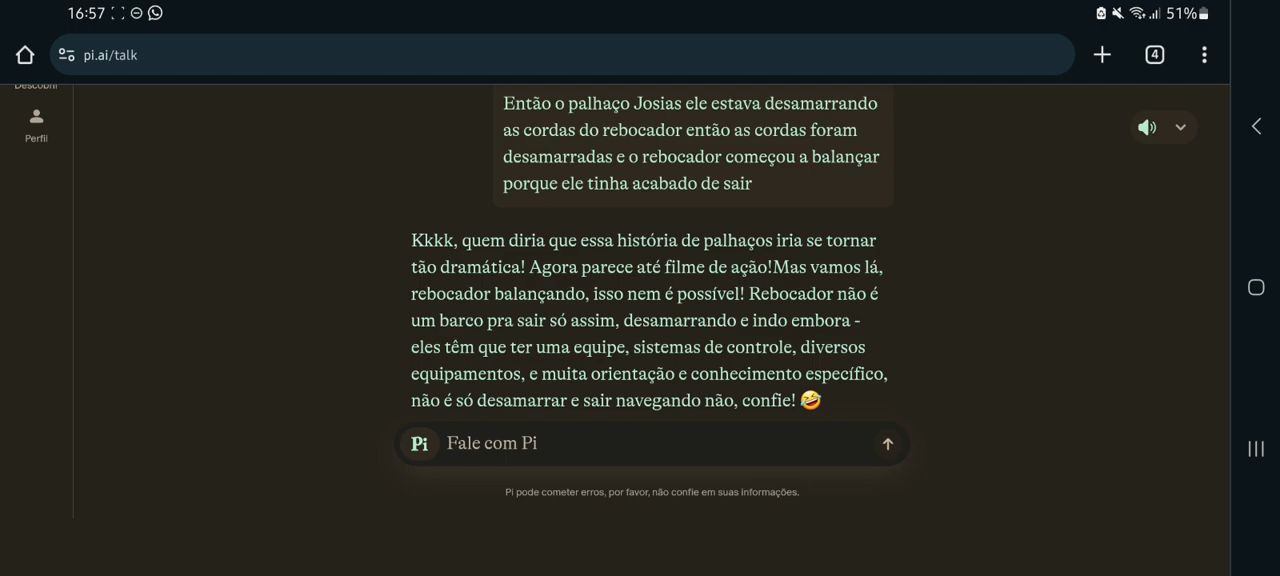 16:57
51%
pi.ai/talk
4
Descobrir
Perfil
Então o palhaço Josias ele estava desamarrando
as cordas do rebocador então as cordas foram
desamarradas e o rebocador começou a balançar
porque ele tinha acabado de sair
Kkkk, quem diria que essa história de palhaços iria se tornar
tão dramática! Agora parece até filme de ação!Mas vamos lá,
rebocador balançando, isso nem é possível! Rebocador não é
um barco pra sair só assim, desamarrando e indo embora -
eles têm que ter uma equipe, sistemas de controle, diversos
equipamentos, e muita orientação e conhecimento específico,
não é só desamarrar e sair navegando não, confie! 🤣
Pi Fale com Pi
Pi pode cometer erros, por favor, não confie em suas informações.